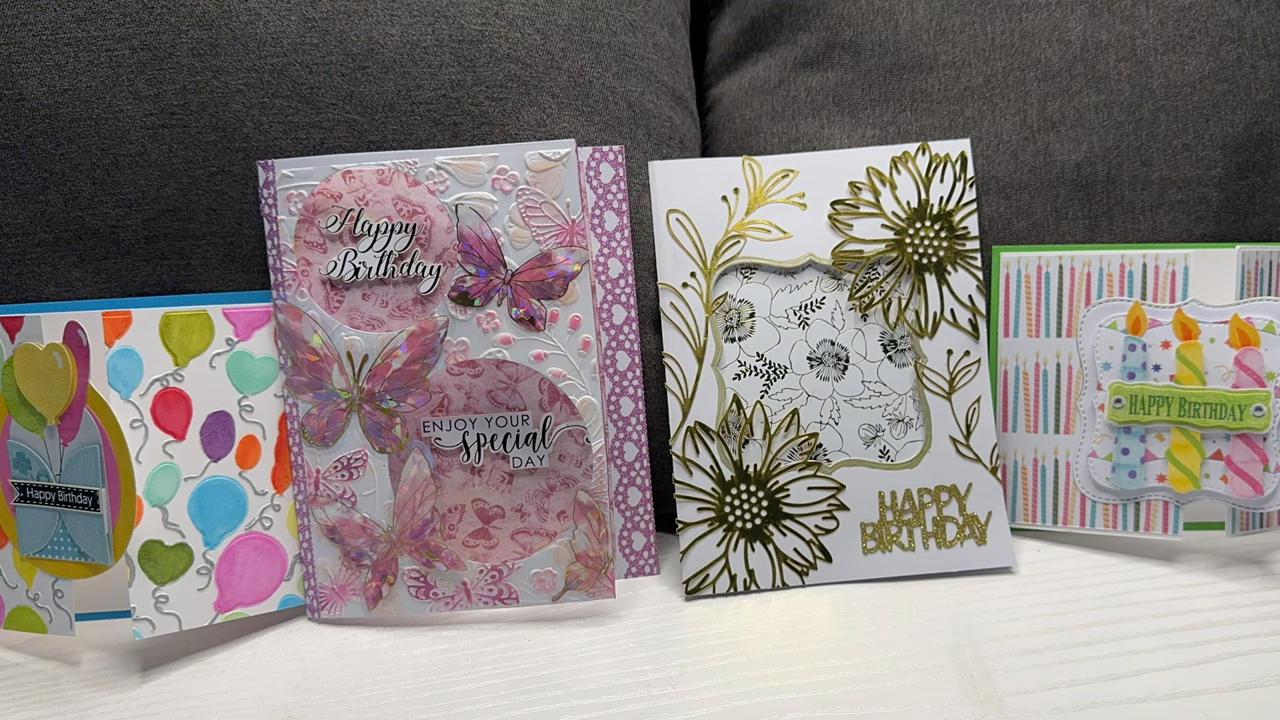 Happy Birthday
Happy
Birthday
ENJOY YOUR
special
DAY
HAPPY
BIRTHDAY
HAPPY BIRTHDAY